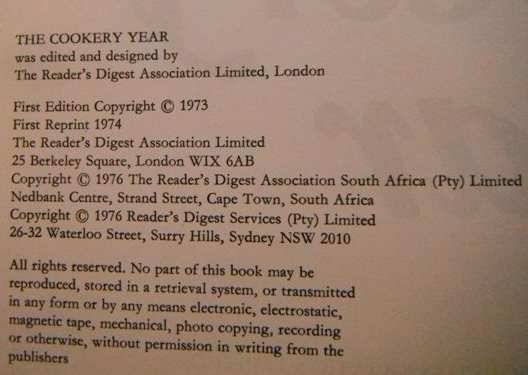 THE COOKERY YEAR
was edited and designed by
The Reader's Digest Association Limited, London
First Edition Copyright © 1973
First Reprint 1974
The Reader's Digest Association Limited
25 Berkeley Square, London WIX 6AB
Copyright © 1976 The Reader's Digest Association South Africa (Pty) Limited
Nedbank Centre, Strand Street, Cape Town, South Africa
Copyright © 1976 Reader's Digest Services (Pty) Limited
26-32 Waterloo Street, Surry Hills, Sydney NSW 2010
All rights reserved. No part of this book may be
reproduced, stored in a retrieval system, or transmitted
in any form or by any means electronic, electrostatic,
magnetic tape, mechanical, photo copying, recording
or otherwise, without permission in writing from the
publishers